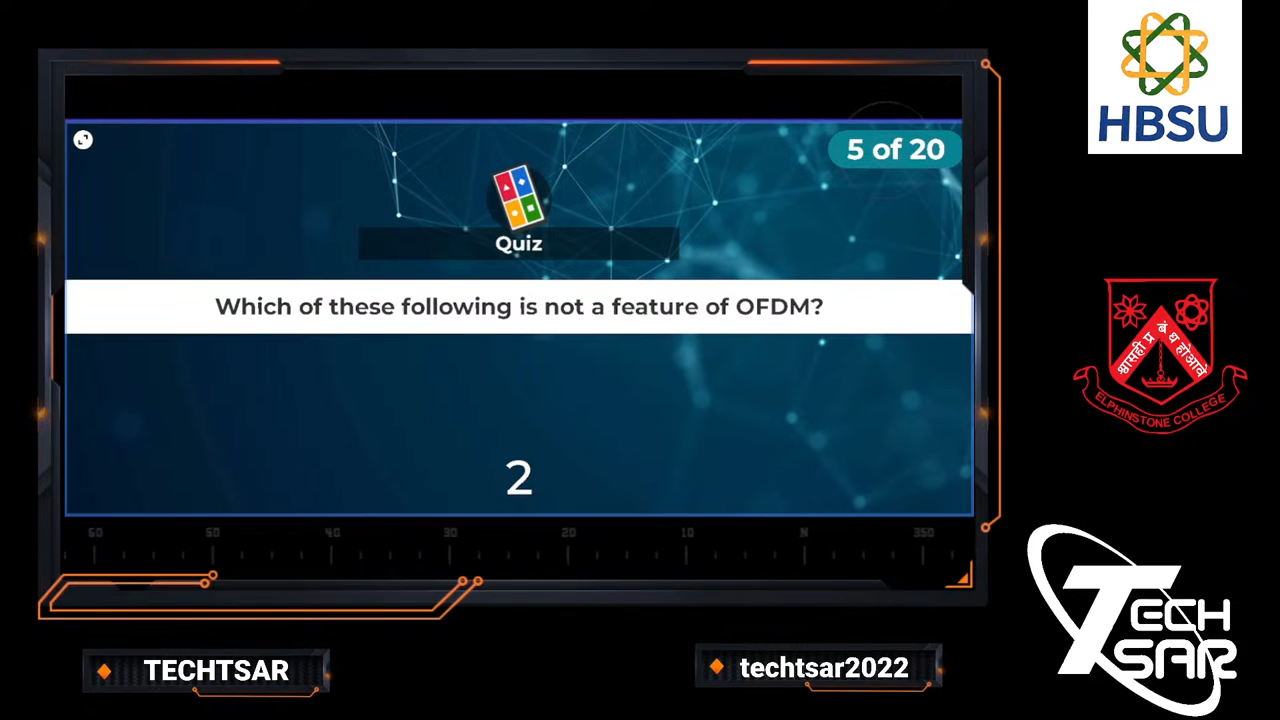 HBSU
5 of 20
Quiz
Which of these following is not a feature of OFDM?
2
60 50 40 30 20 10 N 350
ELPHINSTONE COLLEGE
TECH
SAR
TECHTSAR
techtsar2022